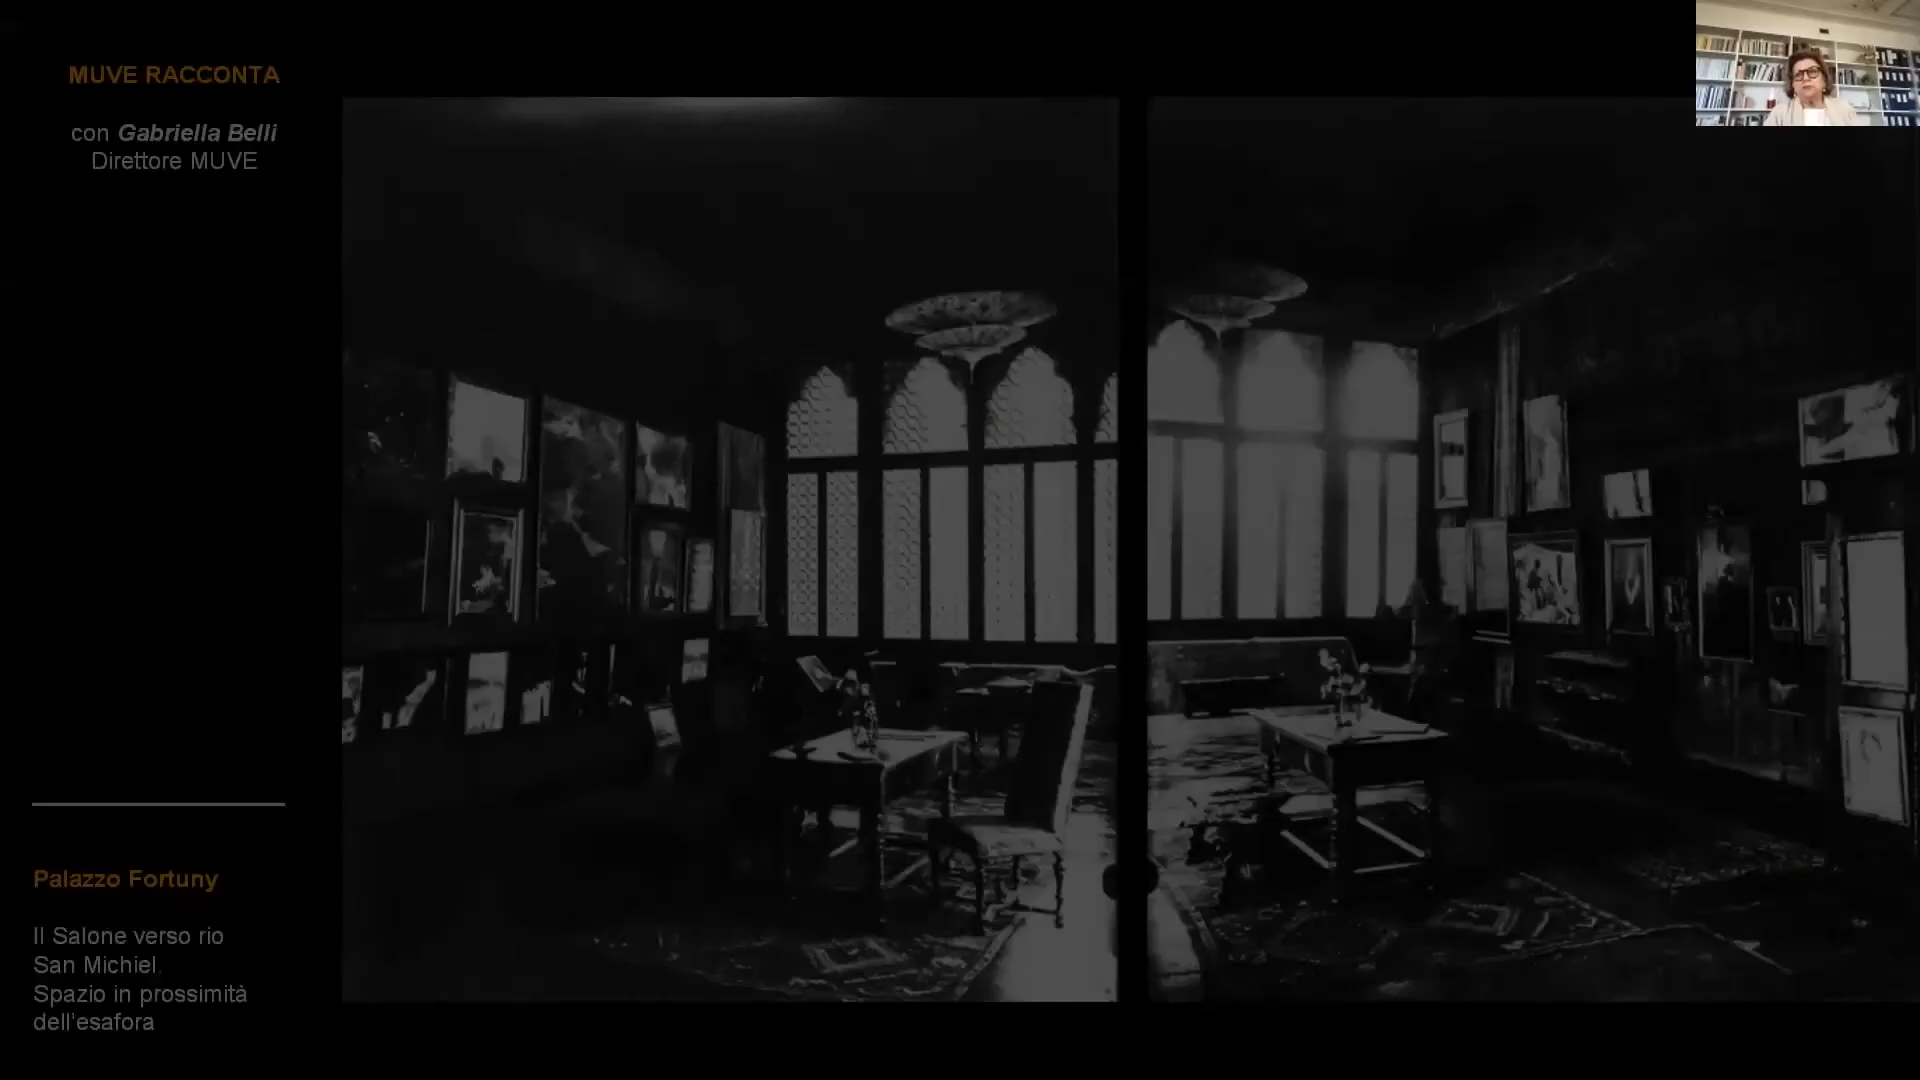 MUVE RACCONTA
con Gabriella Belli
Direttore MUVE
Palazzo Fortuny
Il Salone verso rio
San Michiel.
Spazio in prossimità
dell'esafora